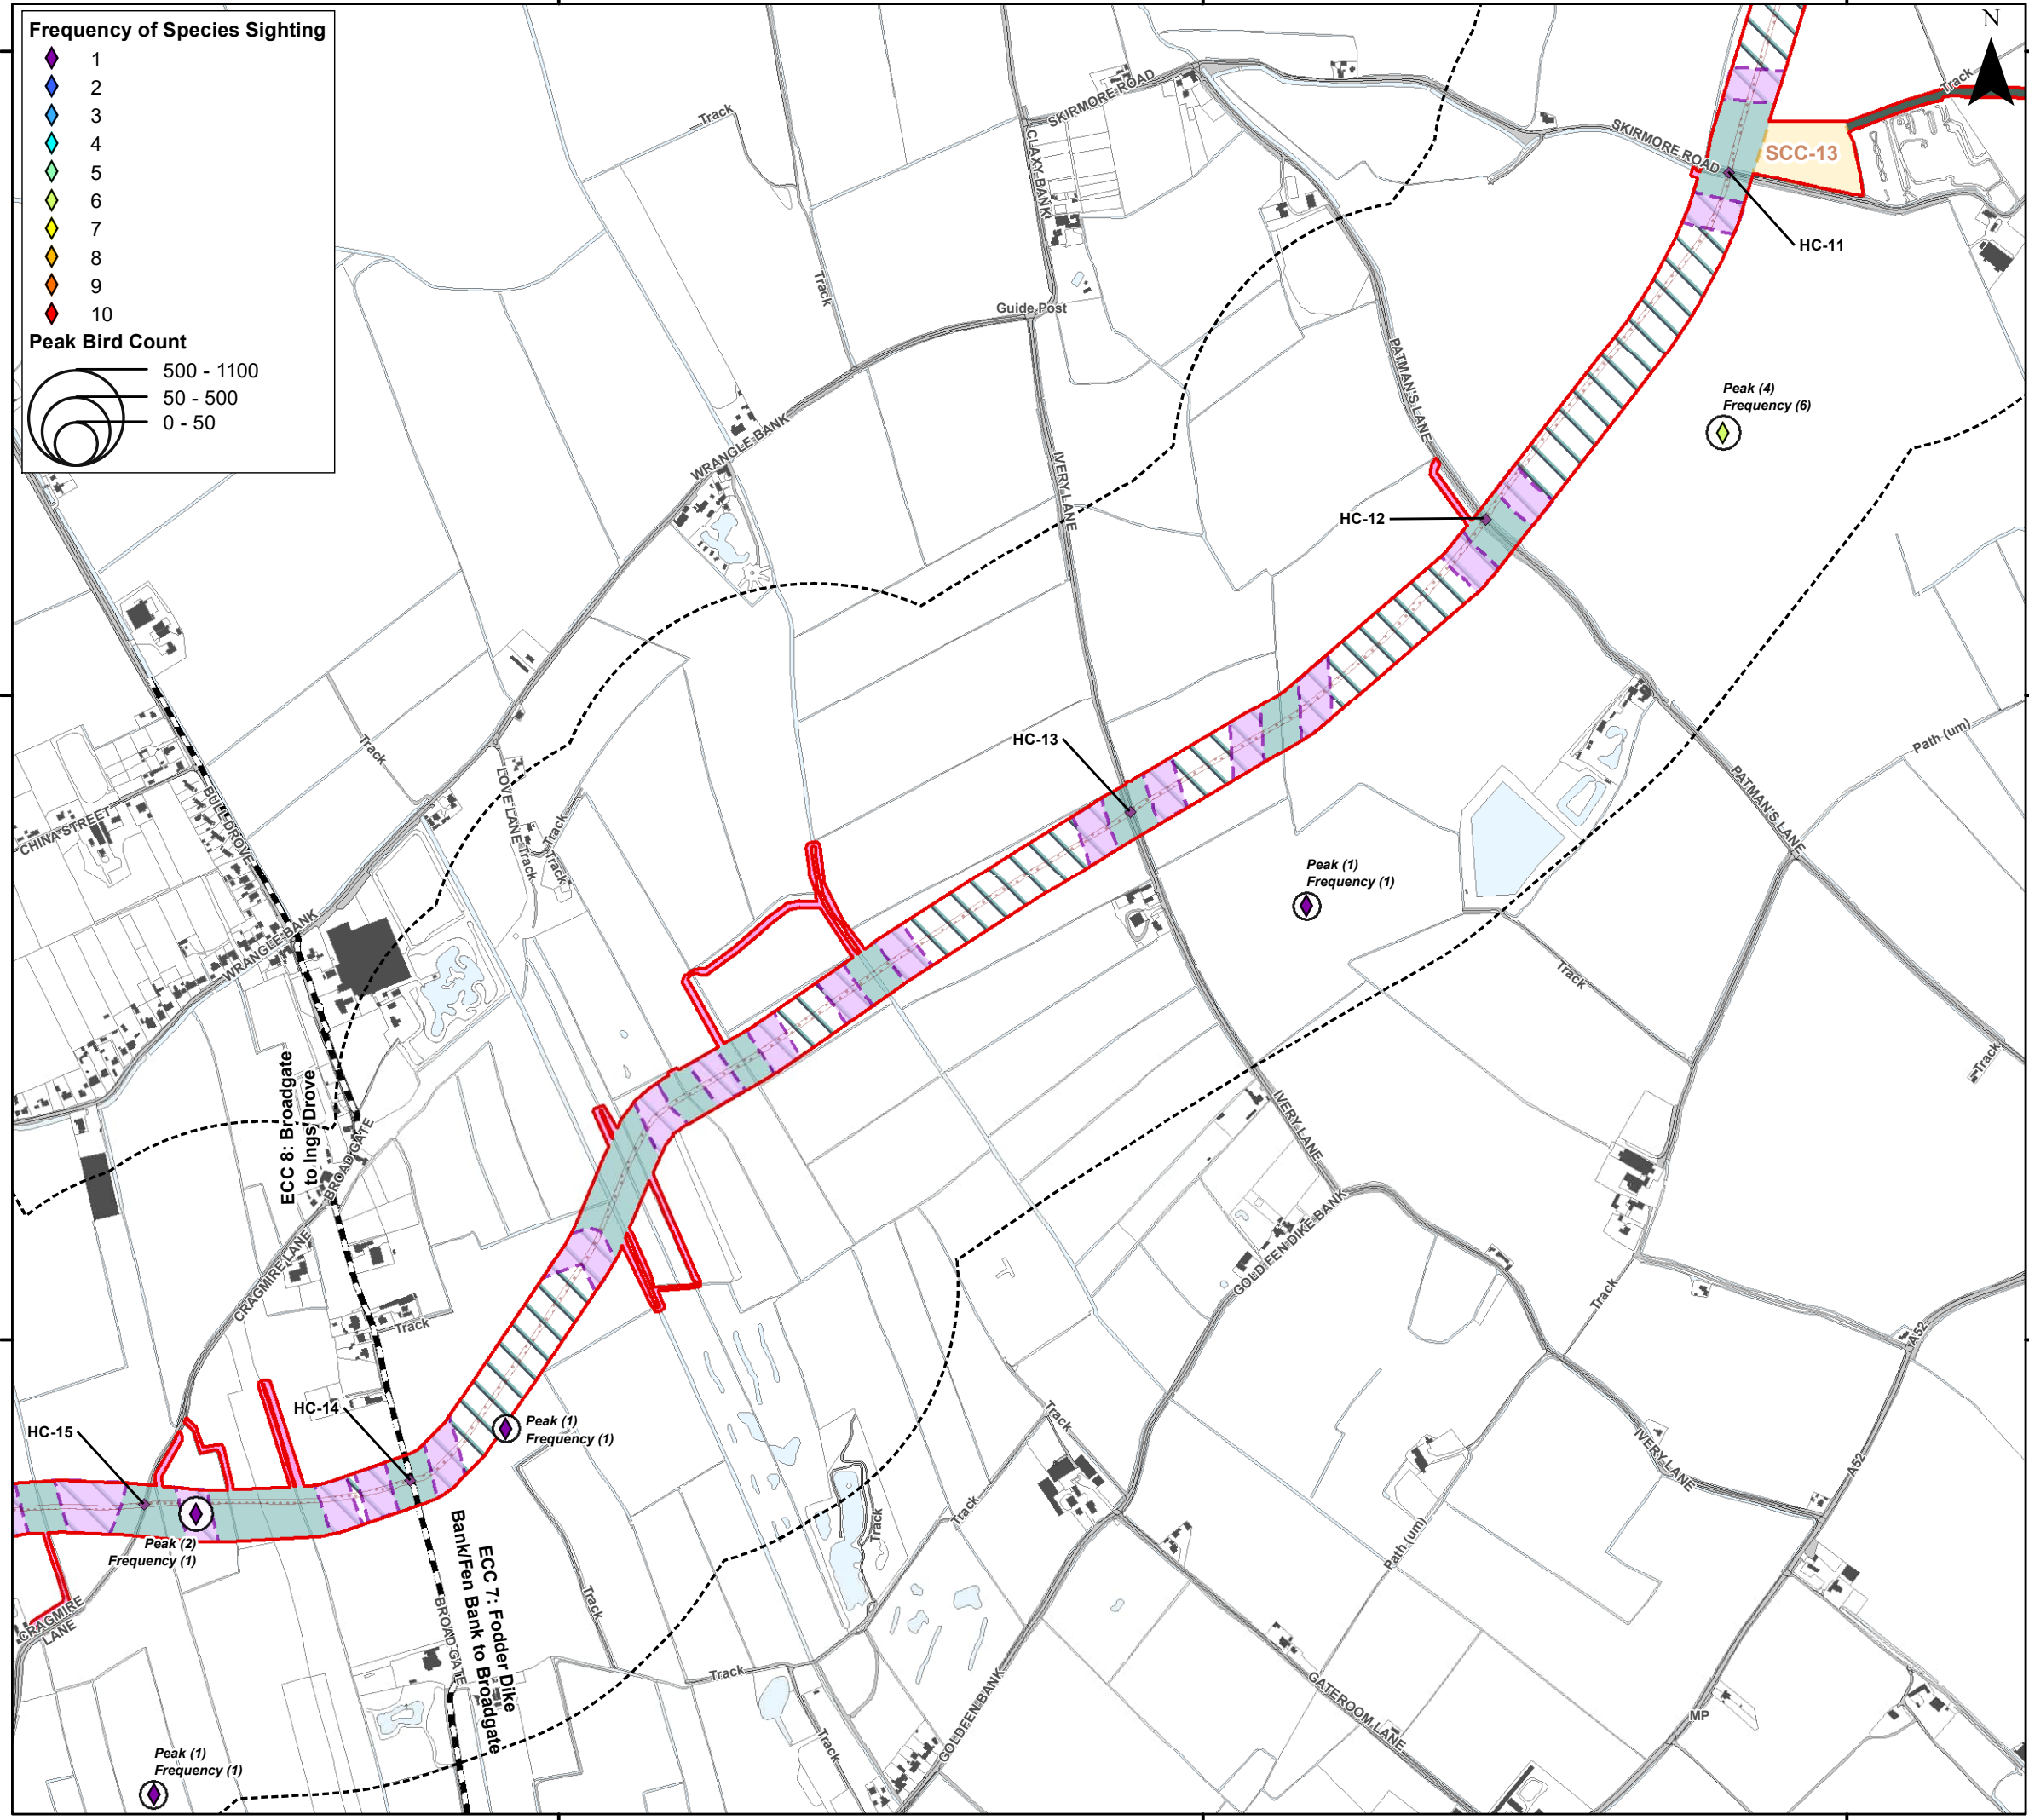 Frequency of Species Sighting
1
2
3
4
5
6
7
8
9
10
Peak Bird Count
500 - 1100
50 - 500
0 - 50
N
Track
SKIRMORE ROAD
Track
CLAXY BANK
SKIRMORE ROAD
SCC-13
HC-11
Track
Guide Post
PATMAN'S LANE
Peak (4)
Frequency (6)
WRANGLE BANK
IVERY LANE
HC-12
Track
HC-13
Path (um)
LOVE LANE
Track
BULL DROVE
CHINA STREET
PATMAN'S LANE
Track
Track
Peak (1)
Frequency (1)
WRANGLE BANK
Track
Track
ECC 8: Broadgate
to Ings Drove
BROAD GATE
IVERY LANE
CRAGMIRE LANE
GOLD FEN DIKE BANK
Track
Track
A52
HC-14
HC-15
Peak (1)
Frequency (1)
Track
IVERY LANE
A52
Track
Track
Path (um)
Peak (2)
Frequency (1)
ECC 7: Fodder Dike
Bank/Fen Bank to Broadgate
BROAD GATE
CRAGMIRE
LANE
Track
Track
GOLDEEN BANK
GATEROOM LANE
MP
Track
Peak (1)
Frequency (1)